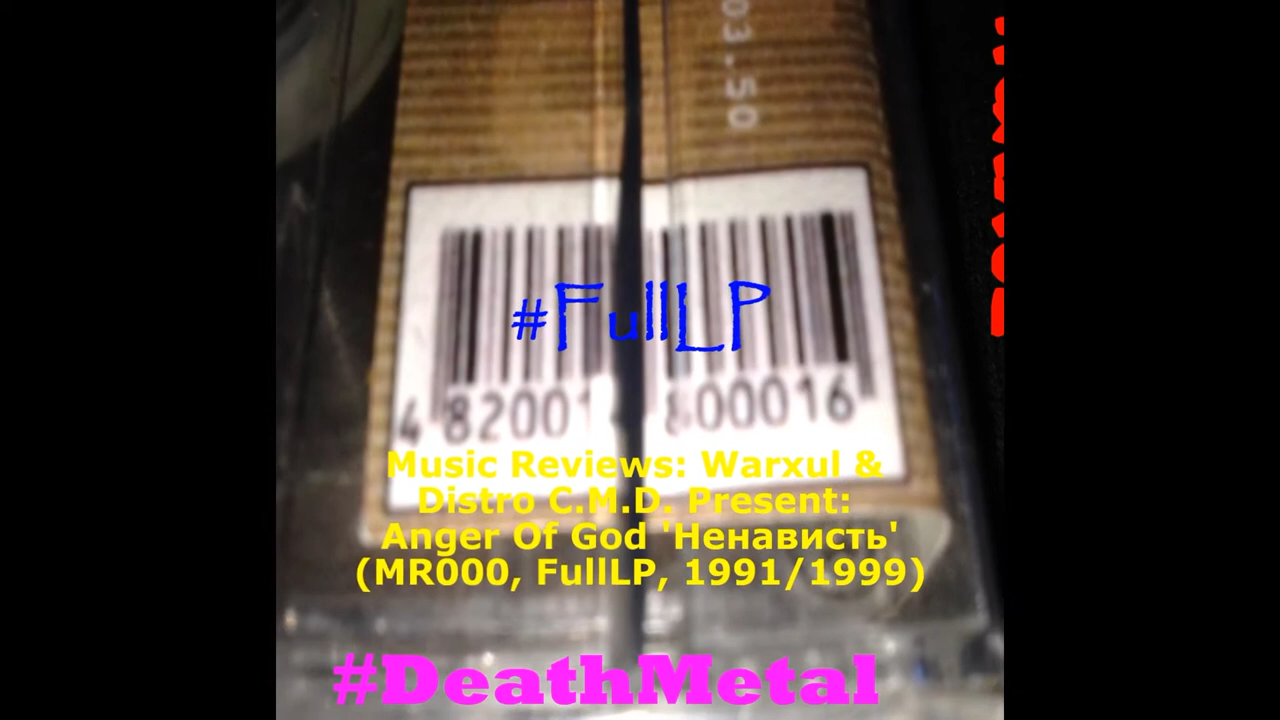 03.50
#FullLP
Music Reviews: Warxul &
Distro C.M.D. Present:
Anger Of God 'Ненависть'
(MR000, FullLP, 1991/1999)
#DeathMetal